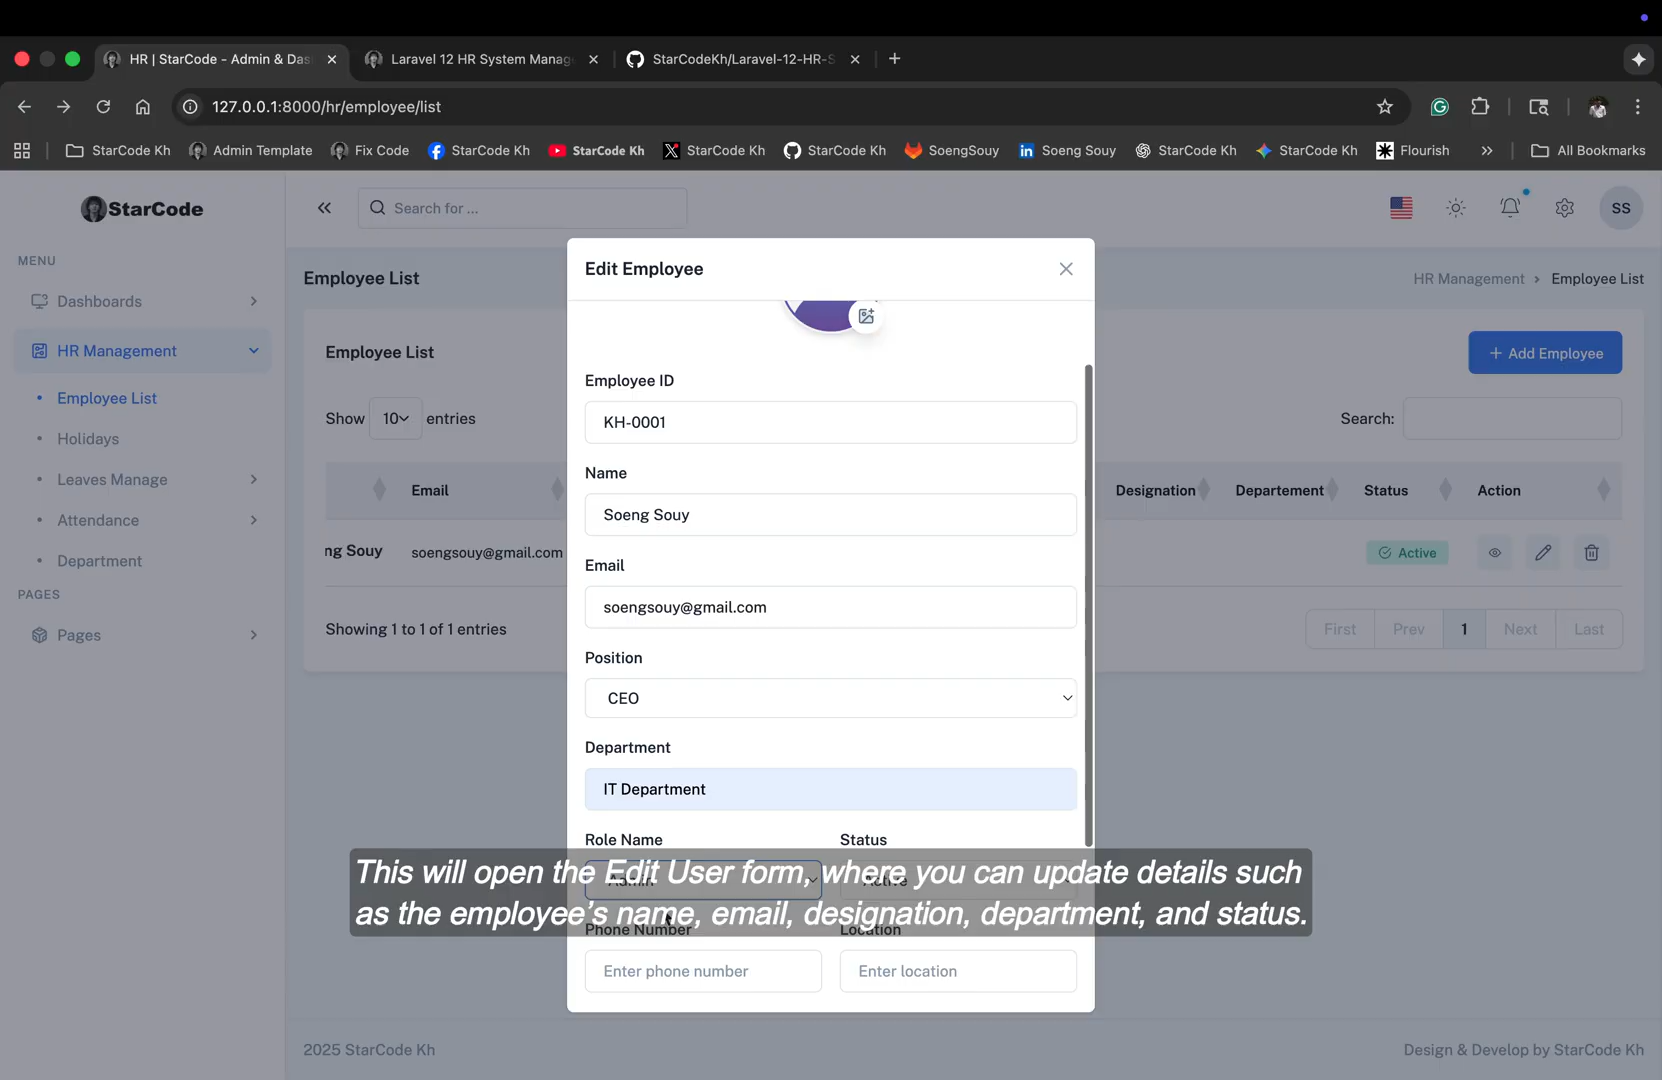 HR | StarCode - Admin & Das
Laravel 12 HR System Manag
StarCodeKh/Laravel-12-HR-S
127.0.0.1:8000/hr/employee/list
StarCode Kh
Admin Template
Fix Code
StarCode Kh
StarCode Kh
StarCode Kh
StarCode Kh
SoengSouy
Soeng Souy
StarCode Kh
StarCode Kh
Flourish
All Bookmarks
StarCode
Search for ...
SS
MENU
Dashboards
HR Management
Employee List
Holidays
Leaves Manage
Attendance
Department
PAGES
Pages
Employee List
HR Management > Employee List
Employee List
+ Add Employee
Show 10 entries
Search:
Email
Designation
Departement
Status
Action
ng Souy
soengsouy@gmail.com
Active
Showing 1 to 1 of 1 entries
First
Prev
1
Next
Last
Edit Employee
Employee ID
KH-0001
Name
Soeng Souy
Email
soengsouy@gmail.com
Position
CEO
Department
IT Department
Role Name
Status
Admin
Active
This will open the Edit User form, where you can update details such
as the employee's name, email, designation, department, and status.
Phone Number
Location
Enter phone number
Enter location
2025 StarCode Kh
Design & Develop by StarCode Kh